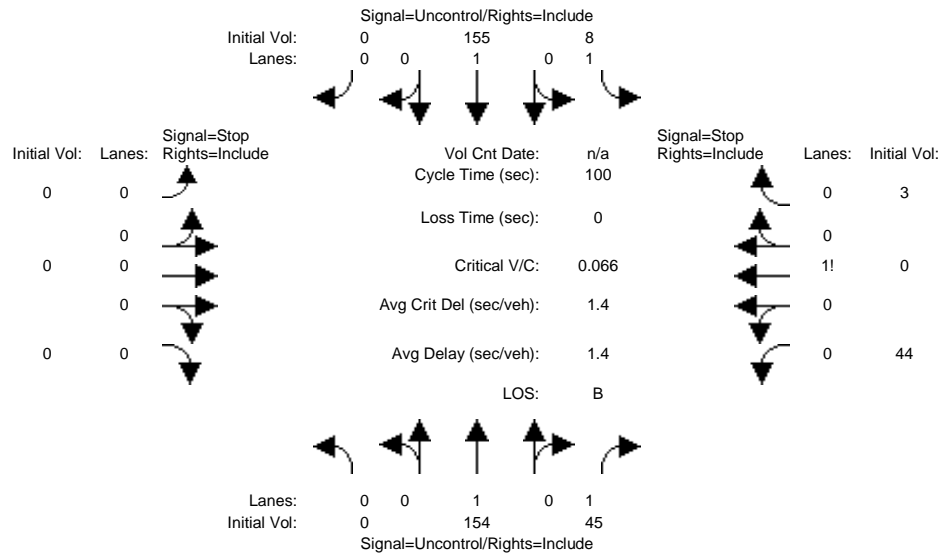 Signal=Uncontrol/Rights=Include
Initial Vol: 0 155 8
Lanes: 0 0 1 0 1
Signal=Stop
Initial Vol: Lanes: Rights=Include
Vol Cnt Date: n/a
Signal=Stop
Rights=Include Lanes: Initial Vol:
Cycle Time (sec): 100
0 0
0 3
Loss Time (sec): 0
0
0
0 0
Critical V/C: 0.066
1! 0
0
Avg Crit Del (sec/veh): 1.4
0
0 0
Avg Delay (sec/veh): 1.4
0 44
LOS: B
Lanes: 0 0 1 0 1
Initial Vol: 0 154 45
Signal=Uncontrol/Rights=Include